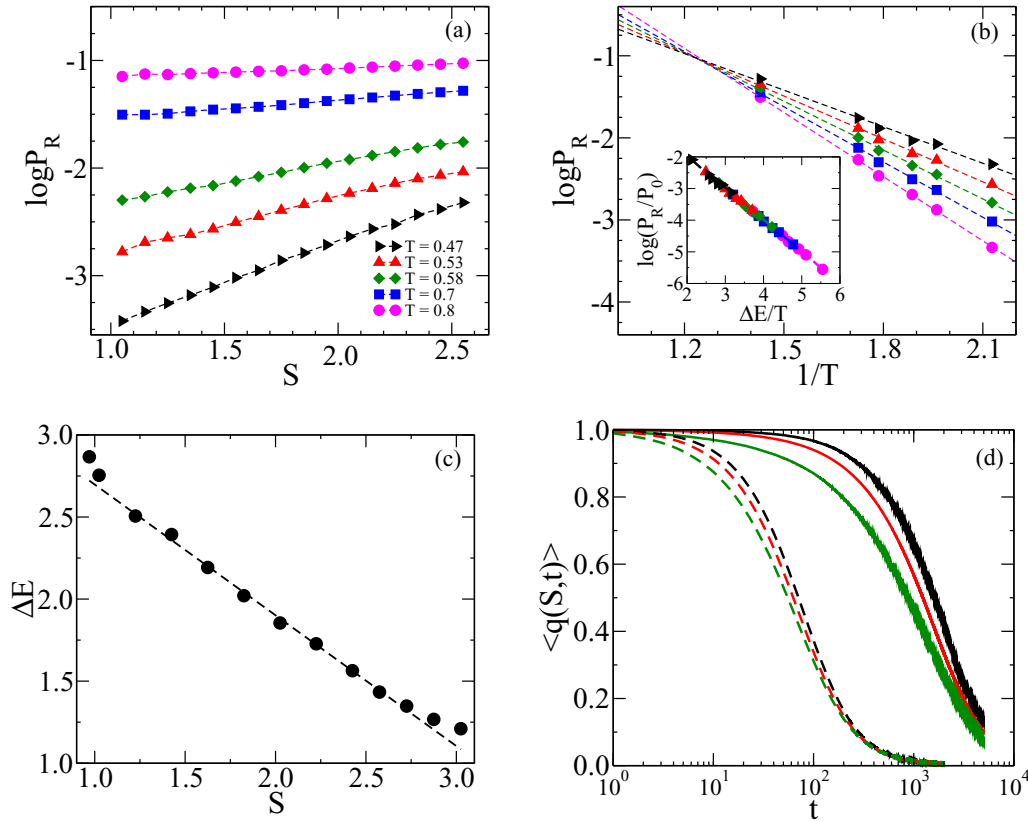 (a)
logP_R
-1
-2
-3
1.0 1.5 2.0 2.5
S
T = 0.47
T = 0.53
T = 0.58
T = 0.7
T = 0.8
(b)
logP_R
-1
-2
-3
-4
1.2 1.5 1.8 2.1
1/T
log(P_R/P_0)
-2
-3
-4
-5
-6
2 3 4 5 6
ΔE/T
(c)
ΔE
3.0
2.5
2.0
1.5
1.0
1.0 1.5 2.0 2.5 3.0
S
(d)
<q(S,t)>
1.0
0.8
0.6
0.4
0.2
0.0
10^0 10^1 10^2 10^3 10^4
t